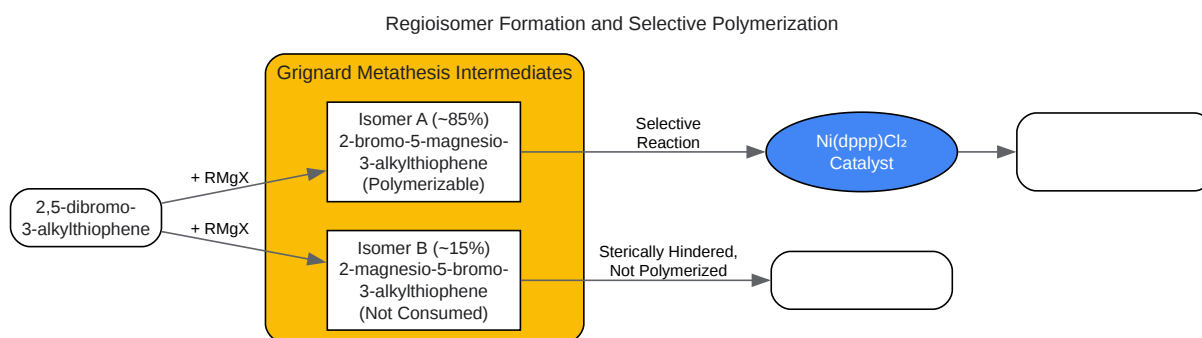 Regioisomer Formation and Selective Polymerization
Grignard Metathesis Intermediates
2,5-dibromo-
3-alkylthiophene
+ RMgX
+ RMgX
Isomer A (~85%)
2-bromo-5-magnesio-
3-alkylthiophene
(Polymerizable)
Selective
Reaction
Ni(dppp)Cl₂
Catalyst
Isomer B (~15%)
2-magnesio-5-bromo-
3-alkylthiophene
(Not Consumed)
Sterically Hindered,
Not Polymerized